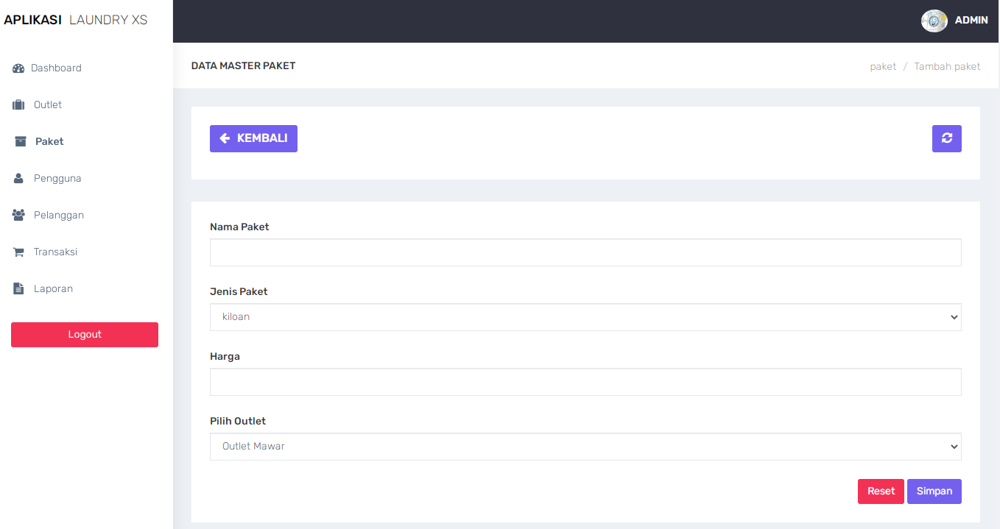 APLIKASI LAUNDRY XS
ADMIN
Dashboard
Outlet
Paket
Pengguna
Pelanggan
Transaksi
Laporan
Logout
DATA MASTER PAKET
paket / Tambah paket
KEMBALI
Nama Paket
Jenis Paket
kiloan
Harga
Pilih Outlet
Outlet Mawar
Reset Simpan